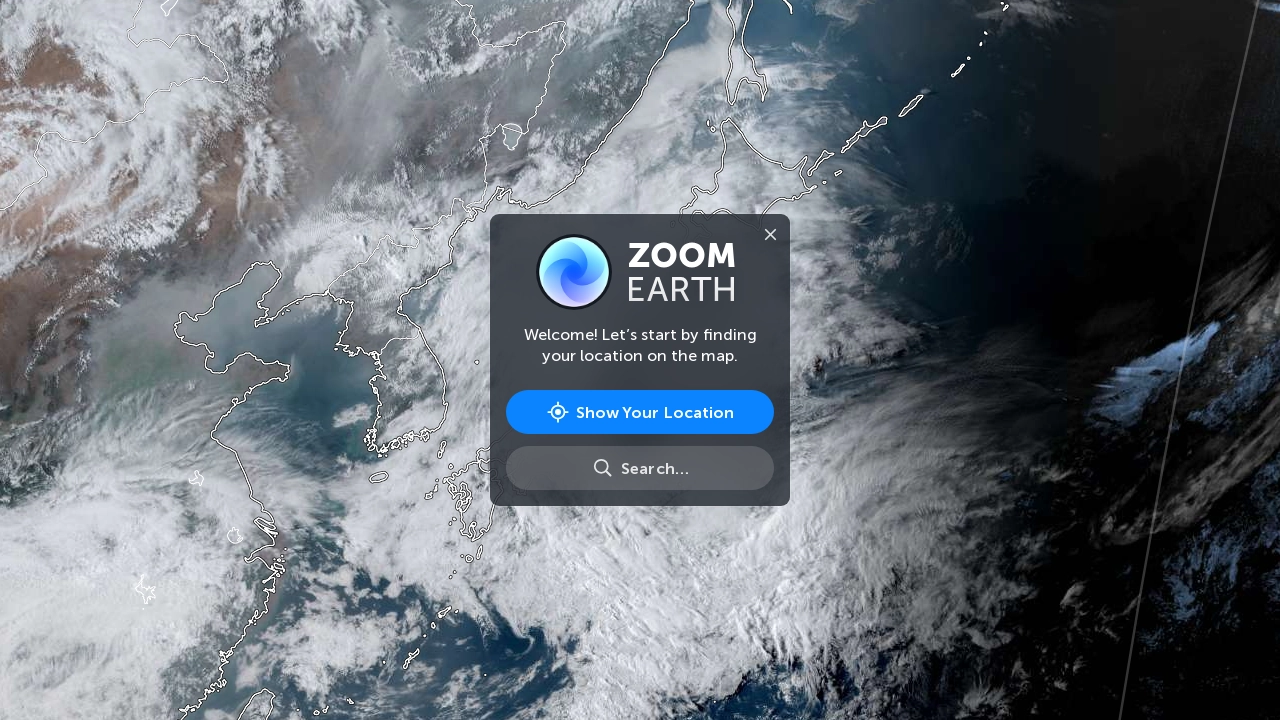 ZOOM
EARTH
Welcome! Let’s start by finding
your location on the map.
Show Your Location
Search…